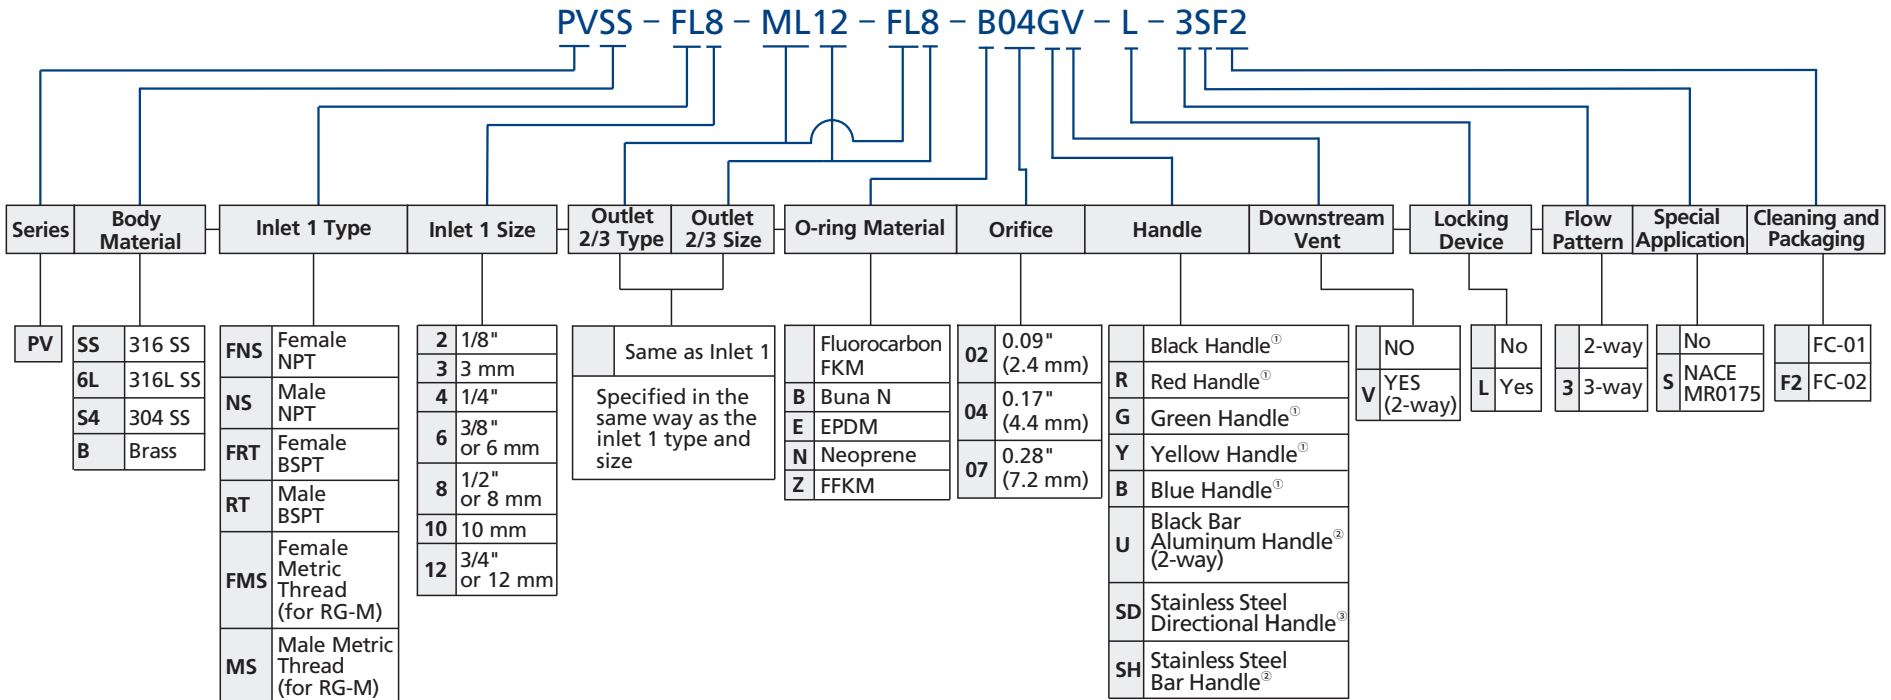 PVSS – FL8 – ML12 – FL8 – B04GV – L – 3SF2
Series
Body
Material
Inlet 1 Type
Inlet 1 Size
Outlet
2/3 Type
Outlet
2/3 Size
O-ring Material
Orifice
Handle
Downstream
Vent
Locking
Device
Flow
Pattern
Special
Application
Cleaning and
Packaging
PV
SS 316 SS
6L 316L SS
S4 304 SS
B Brass
FNS Female
NPT
NS Male
NPT
FRT Female
BSPT
RT Male
BSPT
FMS Female
Metric
Thread
(for RG-M)
MS Male Metric
Thread
(for RG-M)
2 1/8"
3 3 mm
4 1/4"
6 3/8"
or 6 mm
8 1/2"
or 8 mm
10 10 mm
12 3/4"
or 12 mm
Same as Inlet 1
Specified in the
same way as the
inlet 1 type and
size
Fluorocarbon
FKM
B Buna N
E EPDM
N Neoprene
Z FFKM
02 0.09"
(2.4 mm)
04 0.17"
(4.4 mm)
07 0.28"
(7.2 mm)
Black Handle①
R Red Handle①
G Green Handle①
Y Yellow Handle①
B Blue Handle①
U Black Bar
Aluminum Handle②
(2-way)
SD Stainless Steel
Directional Handle③
SH Stainless Steel
Bar Handle②
NO
V YES
(2-way)
No
L Yes
2-way
3 3-way
No
S NACE
MR0175
FC-01
F2 FC-02